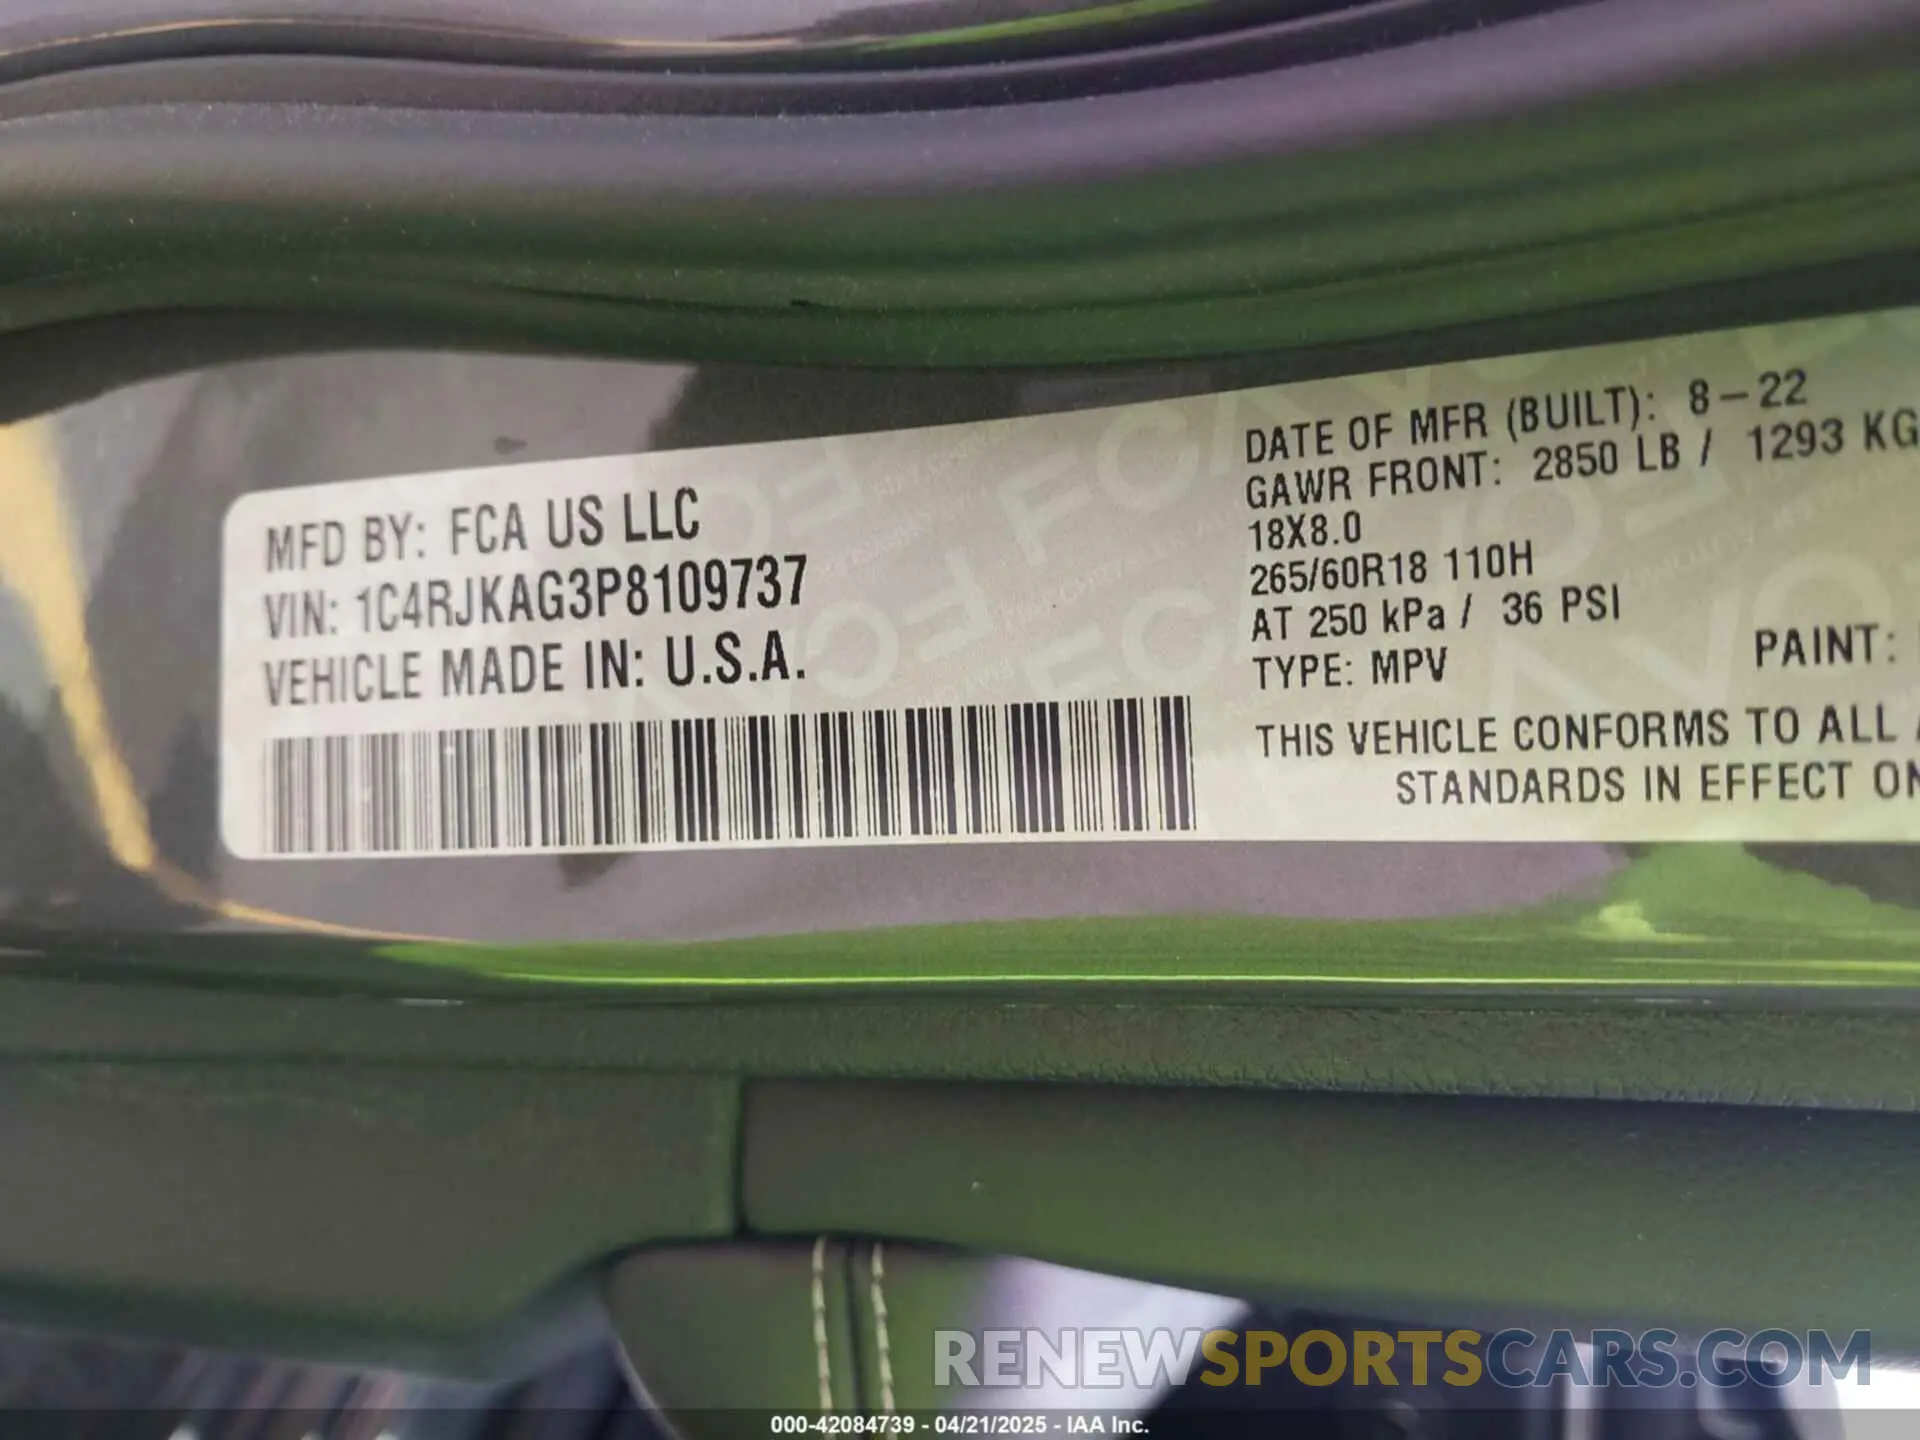 MFD BY: FCA US LLC
VIN: 1C4RJKAG3P8109737
VEHICLE MADE IN: U.S.A.
DATE OF MFR (BUILT): 8-22
GAWR FRONT: 2850 LB / 1293 KG
18X8.0
265/60R18 110H
AT 250 kPa / 36 PSI
TYPE: MPV
PAINT:
THIS VEHICLE CONFORMS TO ALL
STANDARDS IN EFFECT ON
RENEWSPORTSCARS.COM
000-42084739 - 04/21/2025 - IAA Inc.